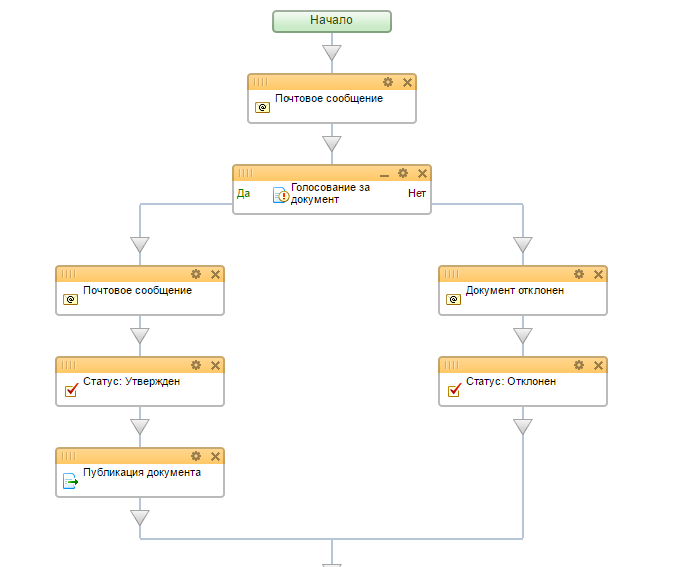 Начало
Почтовое сообщение
Да
Голосование за
документ
Нет
Почтовое сообщение
Документ отклонен
Статус: Утвержден
Статус: Отклонен
Публикация документа